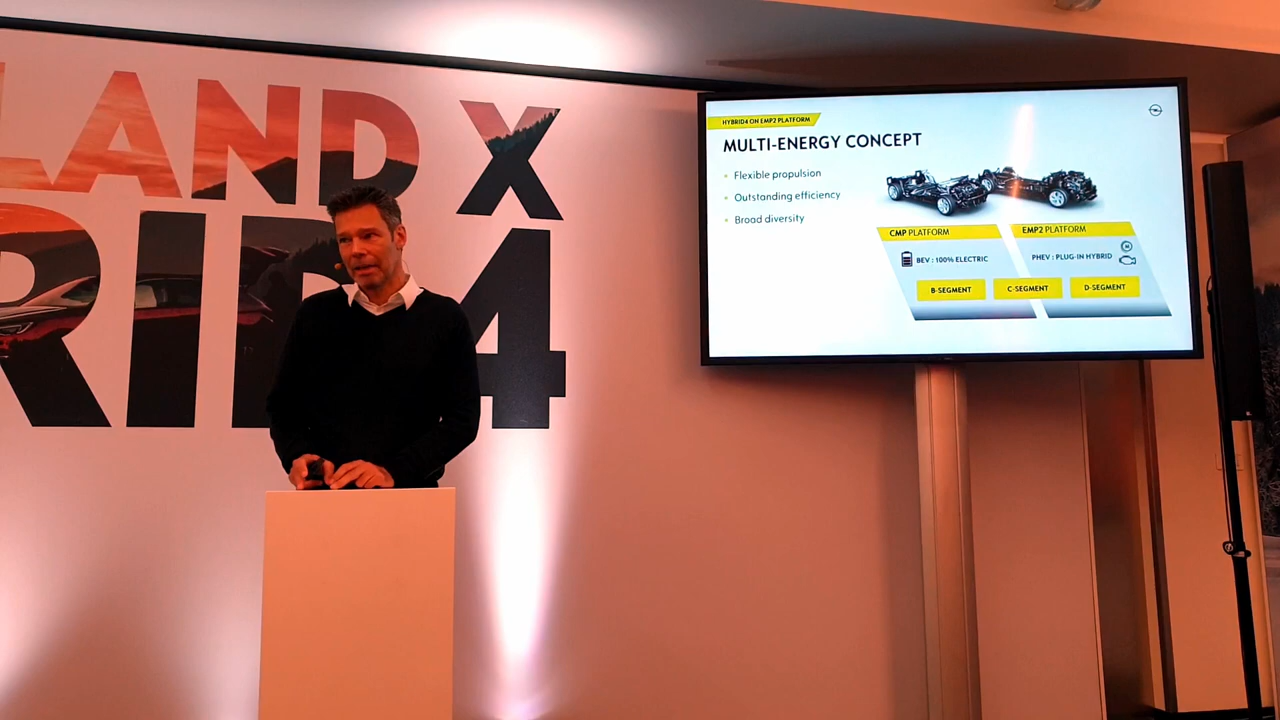 LAND X
RID4
HYBRID4 ON EMP2 PLATFORM
MULTI-ENERGY CONCEPT
• Flexible propulsion
• Outstanding efficiency
• Broad diversity
CMP PLATFORM
EMP2 PLATFORM
BEV : 100% ELECTRIC
PHEV : PLUG-IN HYBRID
B-SEGMENT
C-SEGMENT
D-SEGMENT